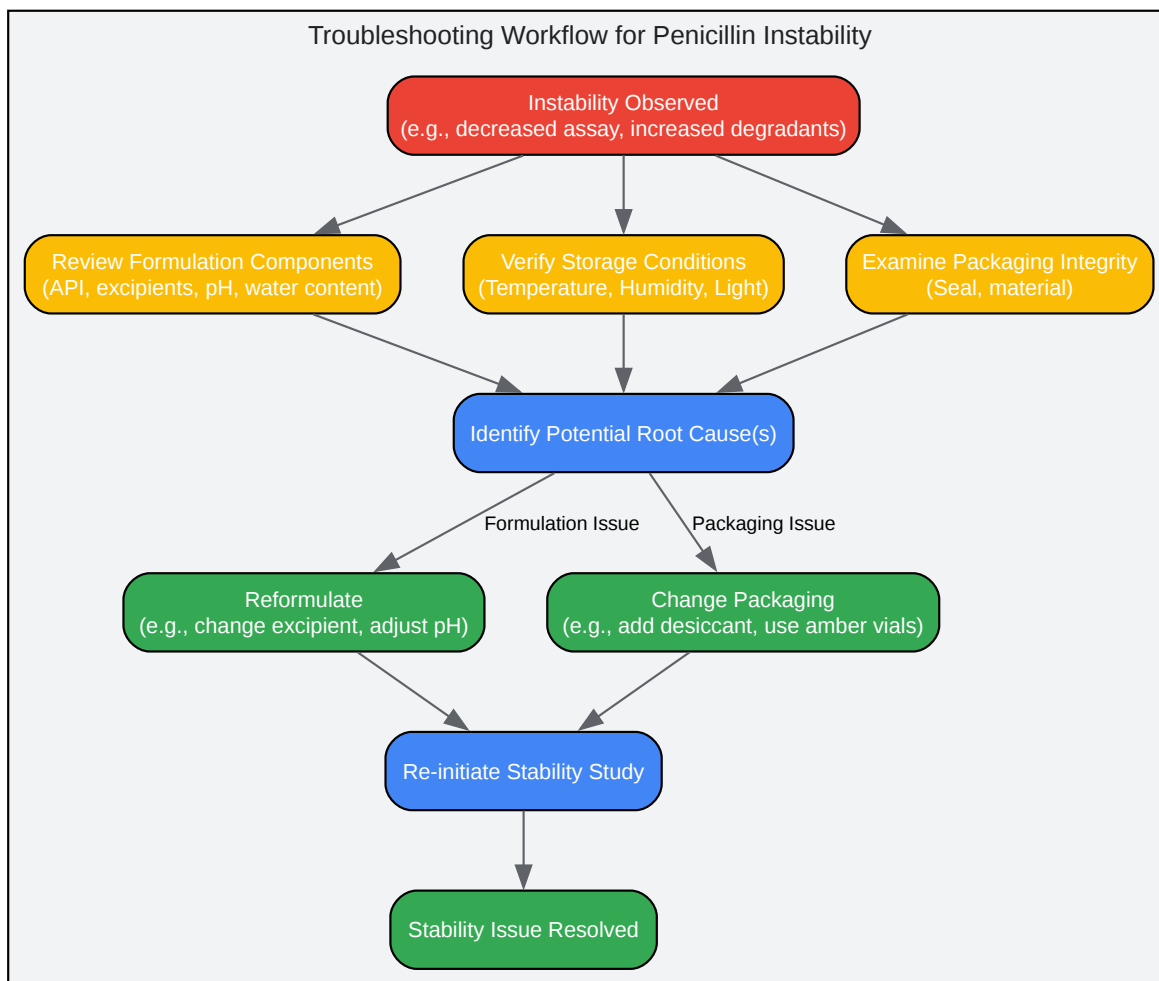 Troubleshooting Workflow for Penicillin Instability
Instability Observed
(e.g., decreased assay, increased degradants)
Review Formulation Components
(API, excipients, pH, water content)
Verify Storage Conditions
(Temperature, Humidity, Light)
Examine Packaging Integrity
(Seal, material)
Identify Potential Root Cause(s)
Formulation Issue
Packaging Issue
Reformulate
(e.g., change excipient, adjust pH)
Change Packaging
(e.g., add desiccant, use amber vials)
Re-initiate Stability Study
Stability Issue Resolved